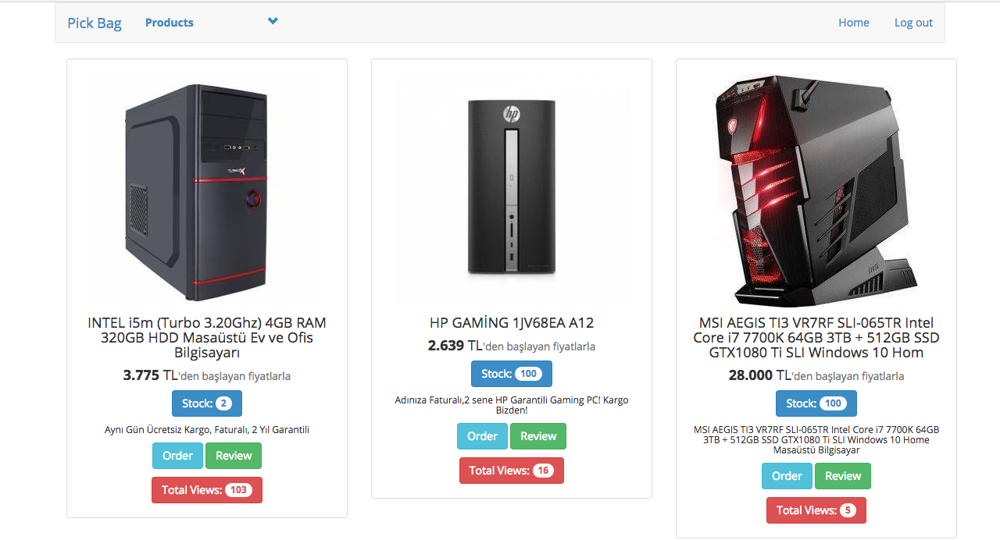 Pick Bag Products Home Log out
TURBOX
hp
INTEL i5m (Turbo 3.20Ghz) 4GB RAM
320GB HDD Masaüstü Ev ve Ofis
Bilgisayarı
3.775 TL'den başlayan fiyatlarla
Stock: 2
Aynı Gün Ücretsiz Kargo, Faturalı, 2 Yıl Garantili
Order Review
Total Views: 103
HP GAMİNG 1JV68EA A12
2.639 TL'den başlayan fiyatlarla
Stock: 100
Adınıza Faturalı,2 sene HP Garantili Gaming PC! Kargo
Bizden!
Order Review
Total Views: 16
MSI AEGIS TI3 VR7RF SLI-065TR Intel
Core i7 7700K 64GB 3TB + 512GB SSD
GTX1080 Ti SLI Windows 10 Hom
28.000 TL'den başlayan fiyatlarla
Stock: 100
MSI AEGIS TI3 VR7RF SLI-065TR Intel Core i7 7700K 64GB
3TB + 512GB SSD GTX1080 Ti SLI Windows 10 Home
Masaüstü Bilgisayar
Order Review
Total Views: 5